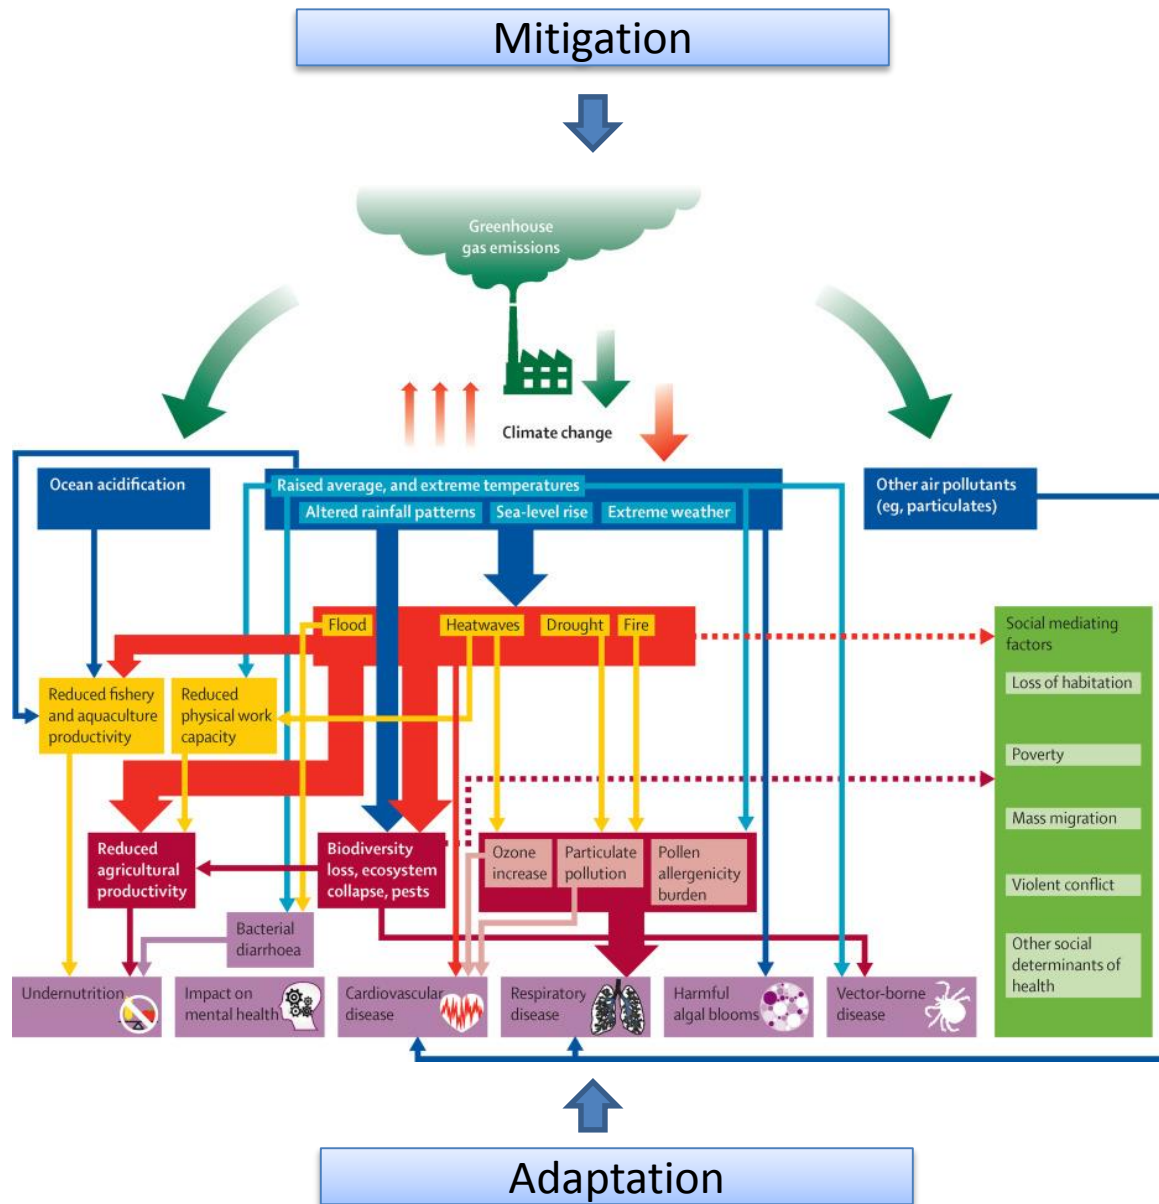 Mitigation
Greenhouse
gas emissions
Climate change
Ocean acidification
Raised average, and extreme temperatures
Altered rainfall patterns
Sea-level rise
Extreme weather
Other air pollutants
(eg, particulates)
Flood
Heatwaves
Drought
Fire
Social mediating
factors
Loss of habitation
Poverty
Mass migration
Violent conflict
Other social
determinants of
health
Reduced fishery
and aquaculture
productivity
Reduced
physical work
capacity
Reduced
agricultural
productivity
Biodiversity
loss, ecosystem
collapse, pests
Ozone
increase
Particulate
pollution
Pollen
allergenicity
burden
Bacterial
diarrhoea
Undernutrition
Impact on
mental health
Cardiovascular
disease
Respiratory
disease
Harmful
algal blooms
Vector-borne
disease
Adaptation